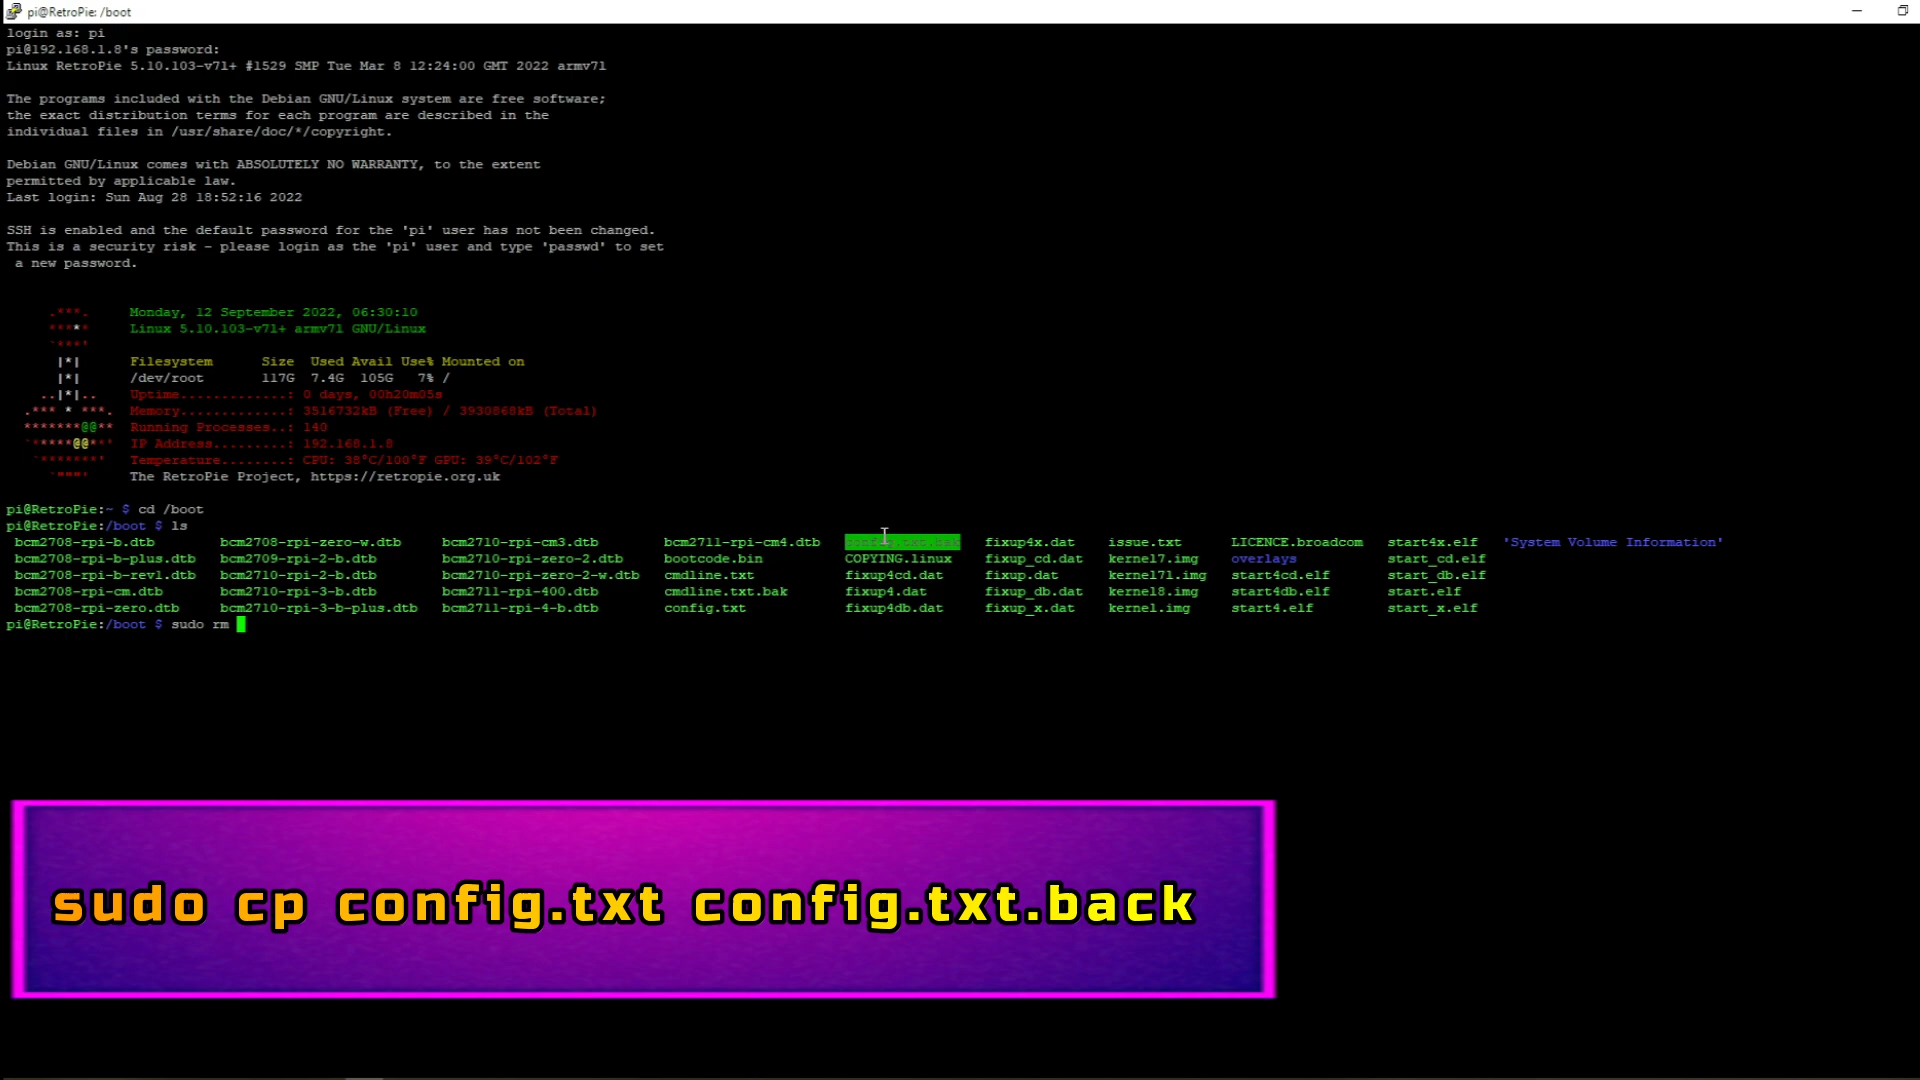 pi@RetroPie: /boot
login as: pi
pi@192.168.1.8's password:
Linux RetroPie 5.10.103-v7l+ #1529 SMP Tue Mar 8 12:24:00 GMT 2022 armv7l
The programs included with the Debian GNU/Linux system are free software;
the exact distribution terms for each program are described in the
individual files in /usr/share/doc/*/copyright.
Debian GNU/Linux comes with ABSOLUTELY NO WARRANTY, to the extent
permitted by applicable law.
Last login: Sun Aug 28 18:52:16 2022
SSH is enabled and the default password for the 'pi' user has not been changed.
This is a security risk - please login as the 'pi' user and type 'passwd' to set
a new password.
.***. Monday, 12 September 2022, 06:30:10
***** Linux 5.10.103-v7l+ armv7l GNU/Linux
`***'
|*| Filesystem Size Used Avail Use% Mounted on
|*| /dev/root 117G 7.4G 105G 7% /
..|*|.. Uptime.............: 0 days, 00h20m05s
.*** * ***. Memory.............: 3516732kB (Free) / 3930868kB (Total)
*******@@** Running Processes..: 140
`*****@@**' IP Address.........: 192.168.1.8
`*******' Temperature........: CPU: 38°C/100°F GPU: 39°C/102°F
`"""' The RetroPie Project, https://retropie.org.uk
pi@RetroPie:~ $ cd /boot
pi@RetroPie:/boot $ ls
bcm2708-rpi-b.dtb bcm2708-rpi-zero-w.dtb bcm2710-rpi-cm3.dtb bcm2711-rpi-cm4.dtb config.txt.bak fixup4x.dat issue.txt LICENCE.broadcom start4x.elf 'System Volume Information'
bcm2708-rpi-b-plus.dtb bcm2709-rpi-2-b.dtb bcm2710-rpi-zero-2.dtb bootcode.bin COPYING.linux fixup_cd.dat kernel7.img overlays start_cd.elf
bcm2708-rpi-b-rev1.dtb bcm2710-rpi-2-b.dtb bcm2710-rpi-zero-2-w.dtb cmdline.txt fixup4cd.dat fixup.dat kernel7l.img start4cd.elf start_db.elf
bcm2708-rpi-cm.dtb bcm2710-rpi-3-b.dtb bcm2711-rpi-400.dtb cmdline.txt.bak fixup4.dat fixup_db.dat kernel8.img start4db.elf start.elf
bcm2708-rpi-zero.dtb bcm2710-rpi-3-b-plus.dtb bcm2711-rpi-4-b.dtb config.txt fixup4db.dat fixup_x.dat kernel.img start4.elf start_x.elf
pi@RetroPie:/boot $ sudo rm
sudo cp config.txt config.txt.back